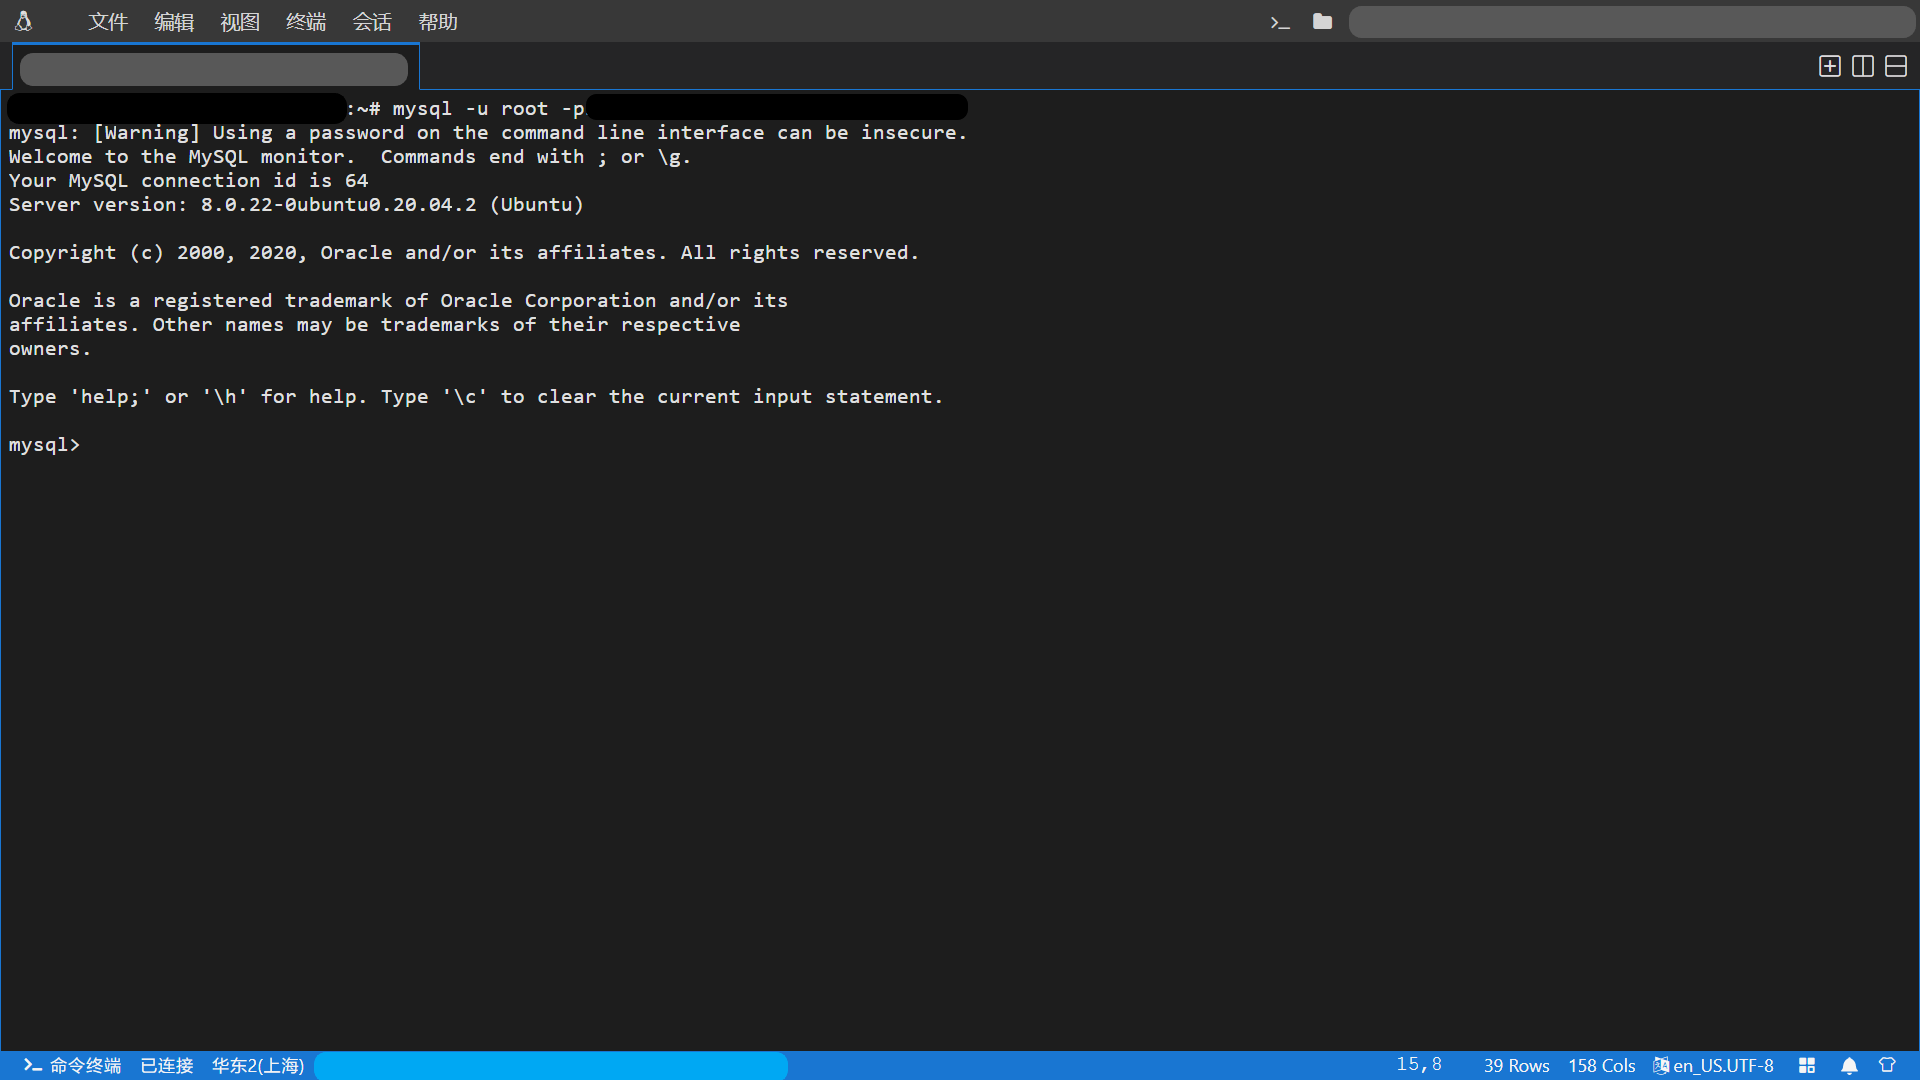 文件 编辑 视图 终端 会话 帮助
:~# mysql -u root -p
mysql: [Warning] Using a password on the command line interface can be insecure.
Welcome to the MySQL monitor.  Commands end with ; or \g.
Your MySQL connection id is 64
Server version: 8.0.22-0ubuntu0.20.04.2 (Ubuntu)
Copyright (c) 2000, 2020, Oracle and/or its affiliates. All rights reserved.
Oracle is a registered trademark of Oracle Corporation and/or its
affiliates. Other names may be trademarks of their respective
owners.
Type 'help;' or '\h' for help. Type '\c' to clear the current input statement.
mysql>
命令终端 已连接 华东2(上海) 15,8 39 Rows 158 Cols en_US.UTF-8